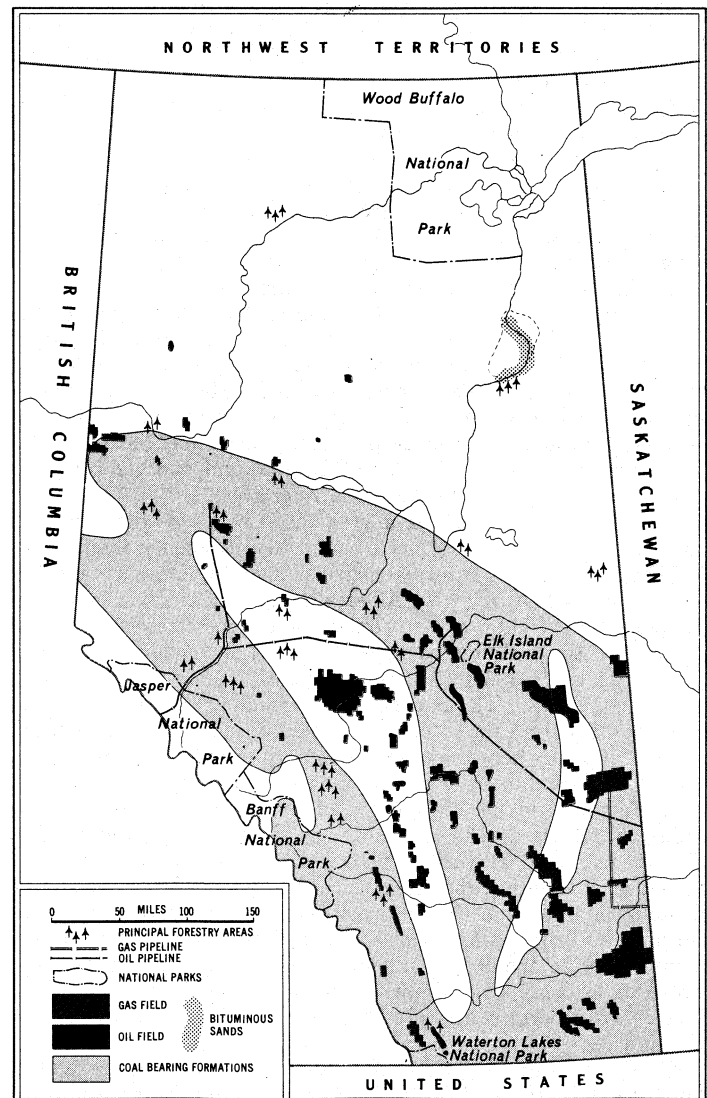 NORTHWEST TERRITORIES
Wood Buffalo
National
Park
BRITISH COLUMBIA
SASKATCHEWAN
Elk Island
National
Park
Jasper
National
Park
Banff
National
Park
MILES
0 50 100 150
PRINCIPAL FORESTRY AREAS
GAS PIPELINE
OIL PIPELINE
NATIONAL PARKS
GAS FIELD
BITUMINOUS
SANDS
OIL FIELD
COAL BEARING FORMATIONS
Waterton Lakes
National Park
UNITED STATES